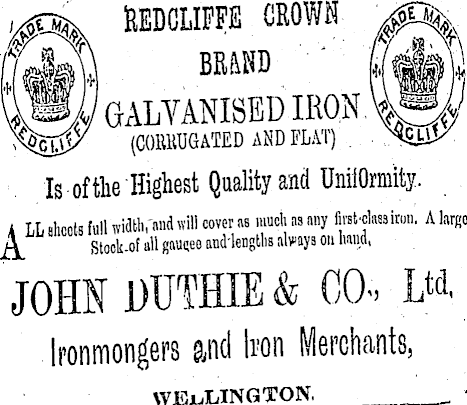 REDCLIFFE CROWN
BRAND
TRADE MARK
REDCLIFFE
TRADE MARK
REDCLIFFE
GALVANISED IRON
(CORRUGATED AND FLAT)
Is of the Highest Quality and Uniformity.
ALL sheets full width, and will cover as much as any first-class iron. A large
Stock of all gauges and lengths always on hand,
JOHN DUTHIE & CO., Ltd,
Ironmongers and Iron Merchants,
WELLINGTON.